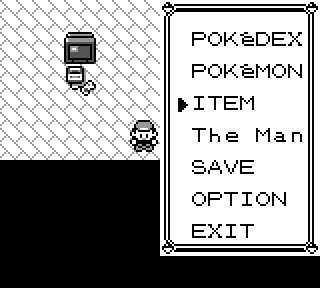 POKéDEX
POKéMON
ITEM
The Man
SAVE
OPTION
EXIT